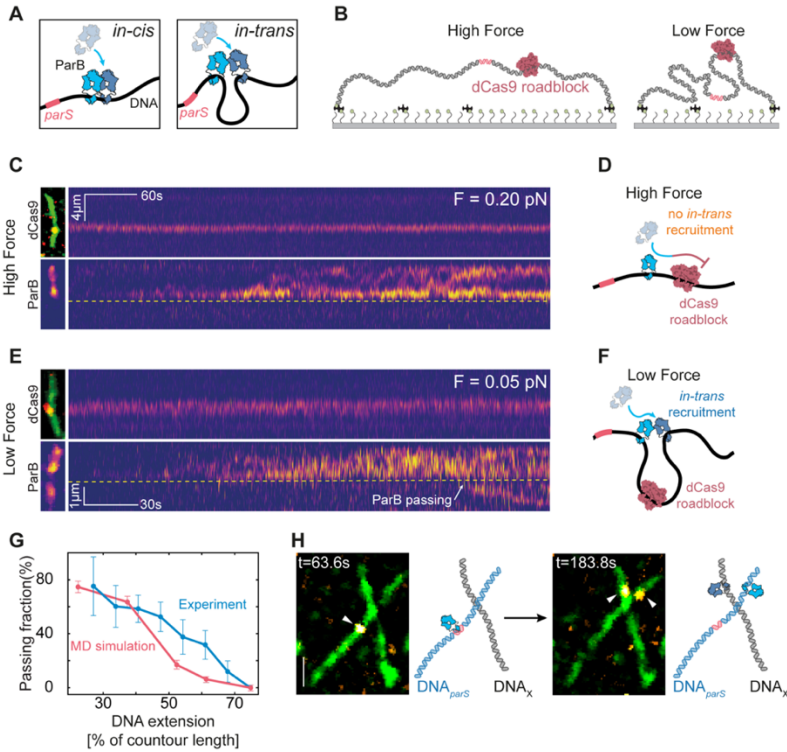 A
in-cis
ParB
DNA
parS
in-trans
parS
B
High Force
dCas9 roadblock
Low Force
C
High Force
dCas9
4μm
60s
F = 0.20 pN
ParB
D
High Force
no in-trans
recruitment
dCas9
roadblock
E
Low Force
dCas9
F = 0.05 pN
ParB
1μm
30s
ParB passing
F
Low Force
in-trans
recruitment
dCas9
roadblock
G
Passing fraction(%)
80
40
0
Experiment
MD simulation
30
50
70
DNA extension
[% of countour length]
H
t=63.6s
DNAparS
DNAX
t=183.8s
DNAparS
DNAX